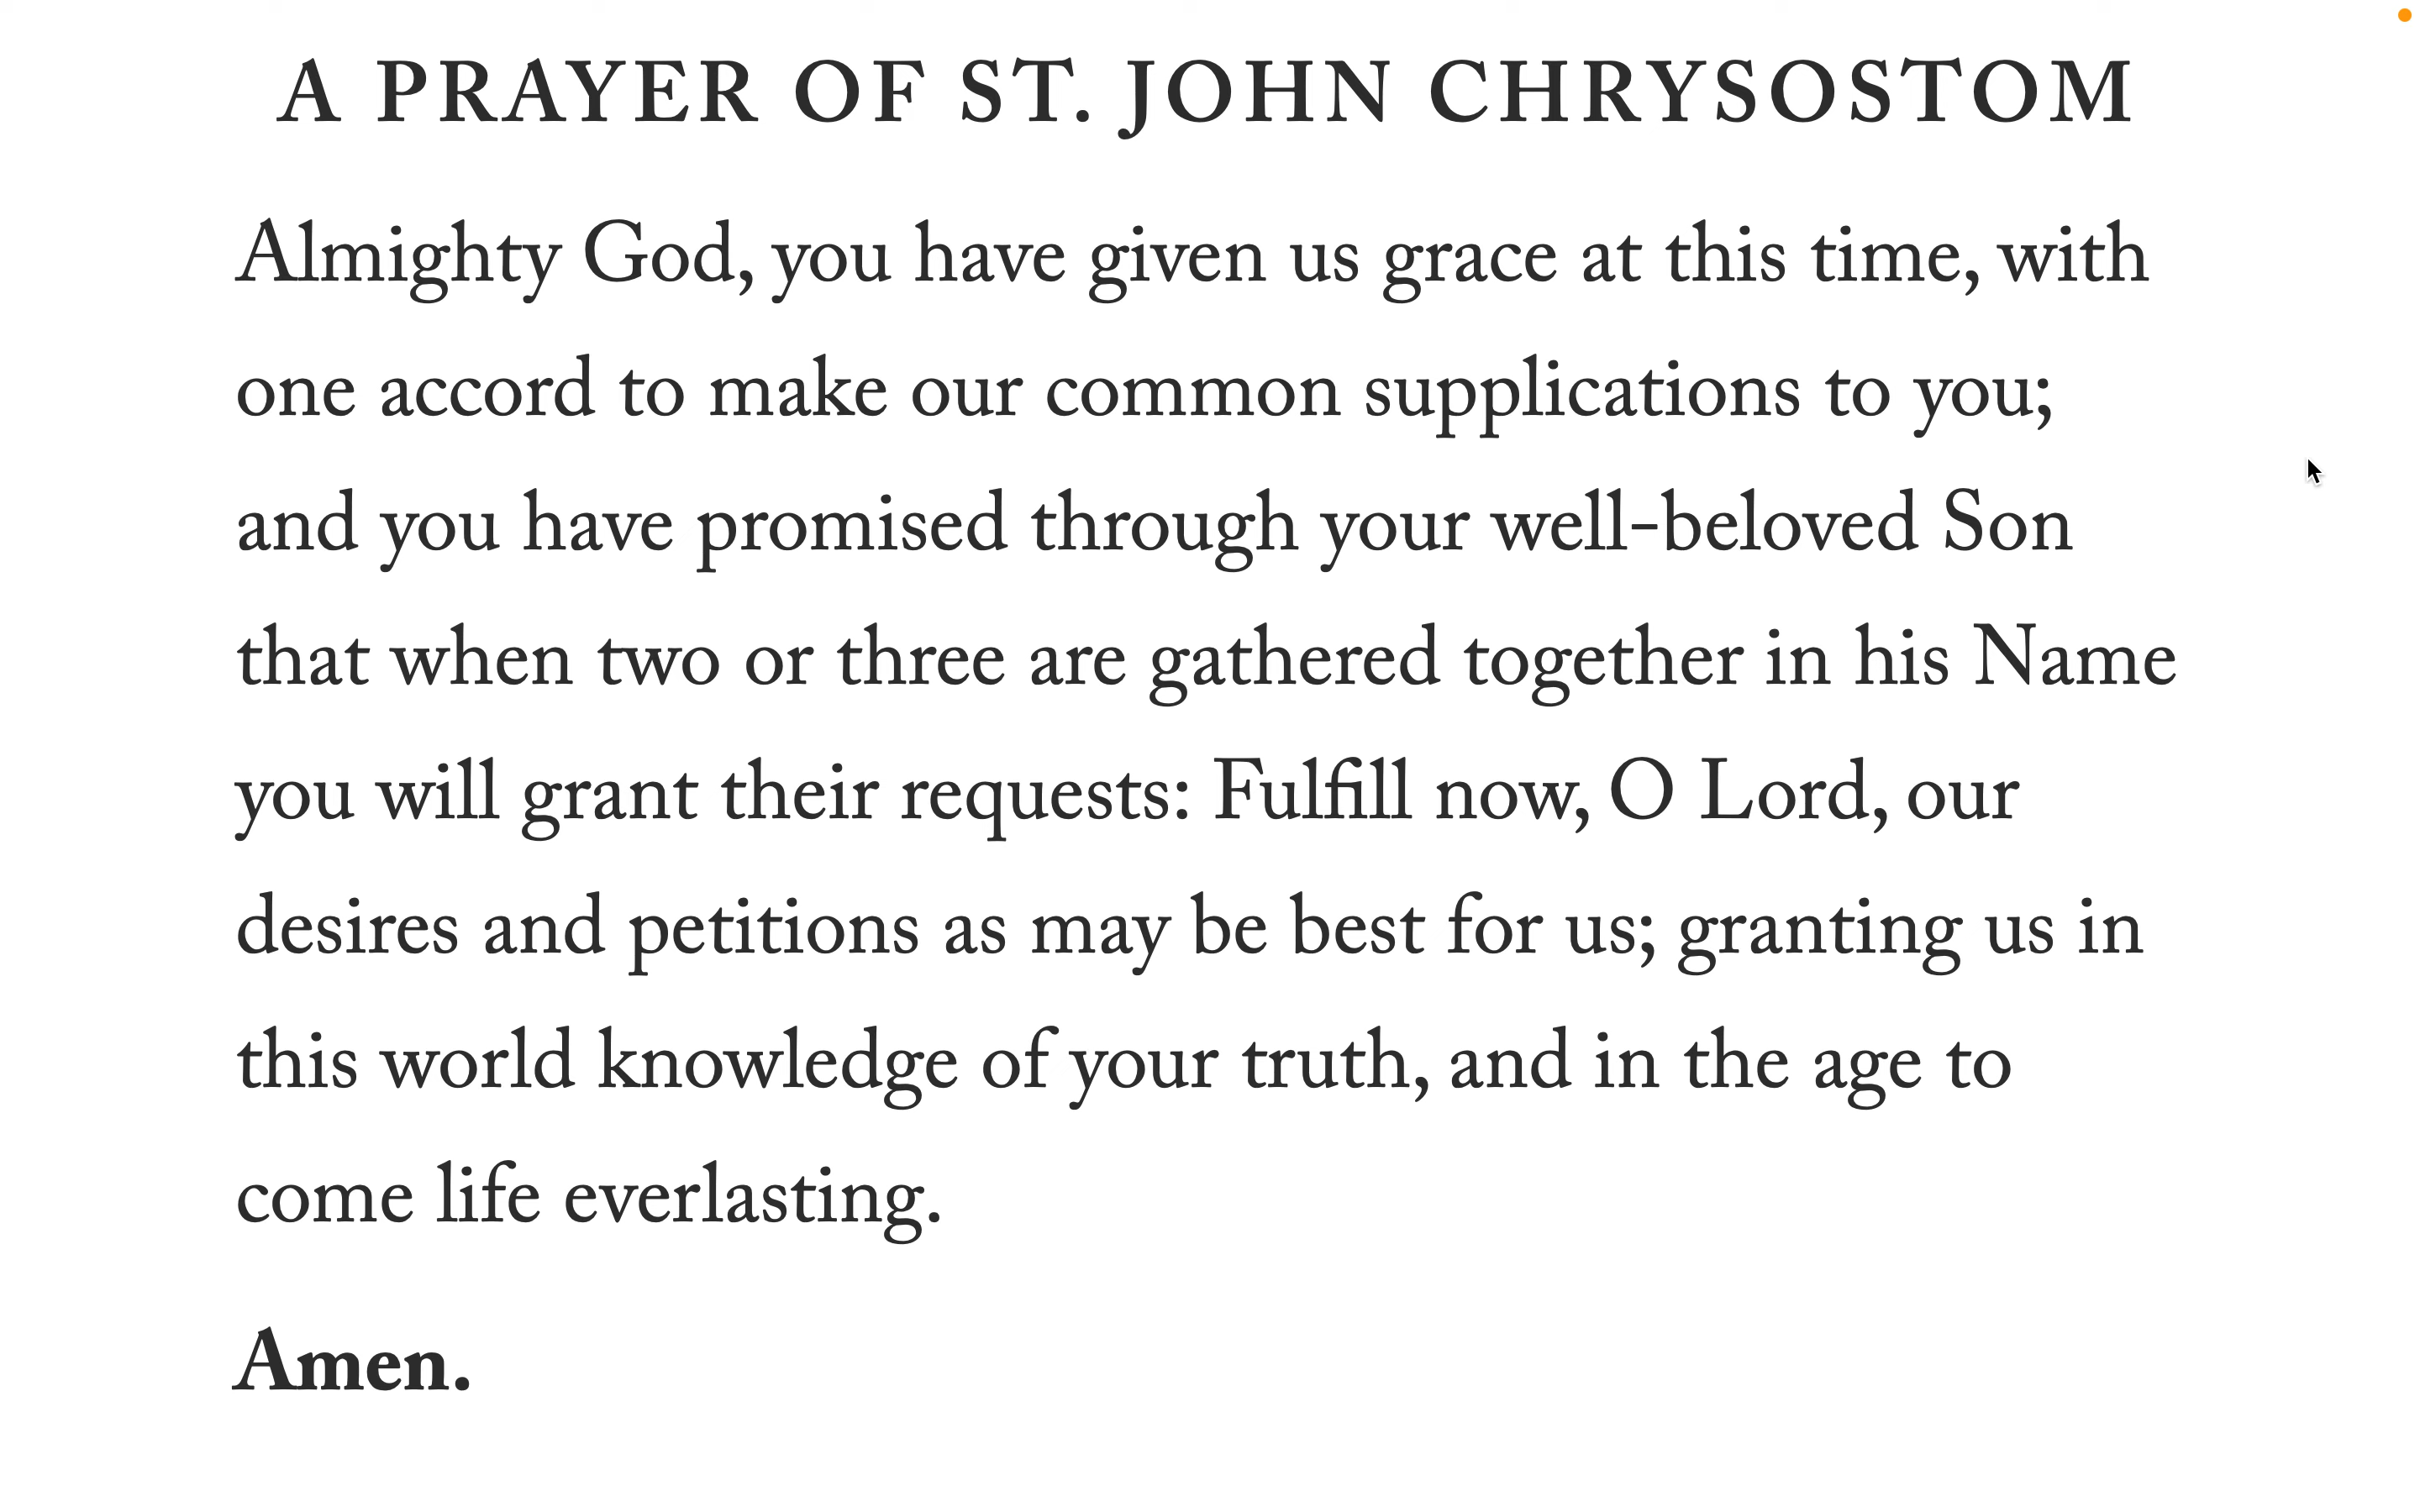 A PRAYER OF ST. JOHN CHRYSOSTOM
Almighty God, you have given us grace at this time, with
one accord to make our common supplications to you;
and you have promised through your well-beloved Son
that when two or three are gathered together in his Name
you will grant their requests: Fulfill now, O Lord, our
desires and petitions as may be best for us; granting us in
this world knowledge of your truth, and in the age to
come life everlasting.
Amen.